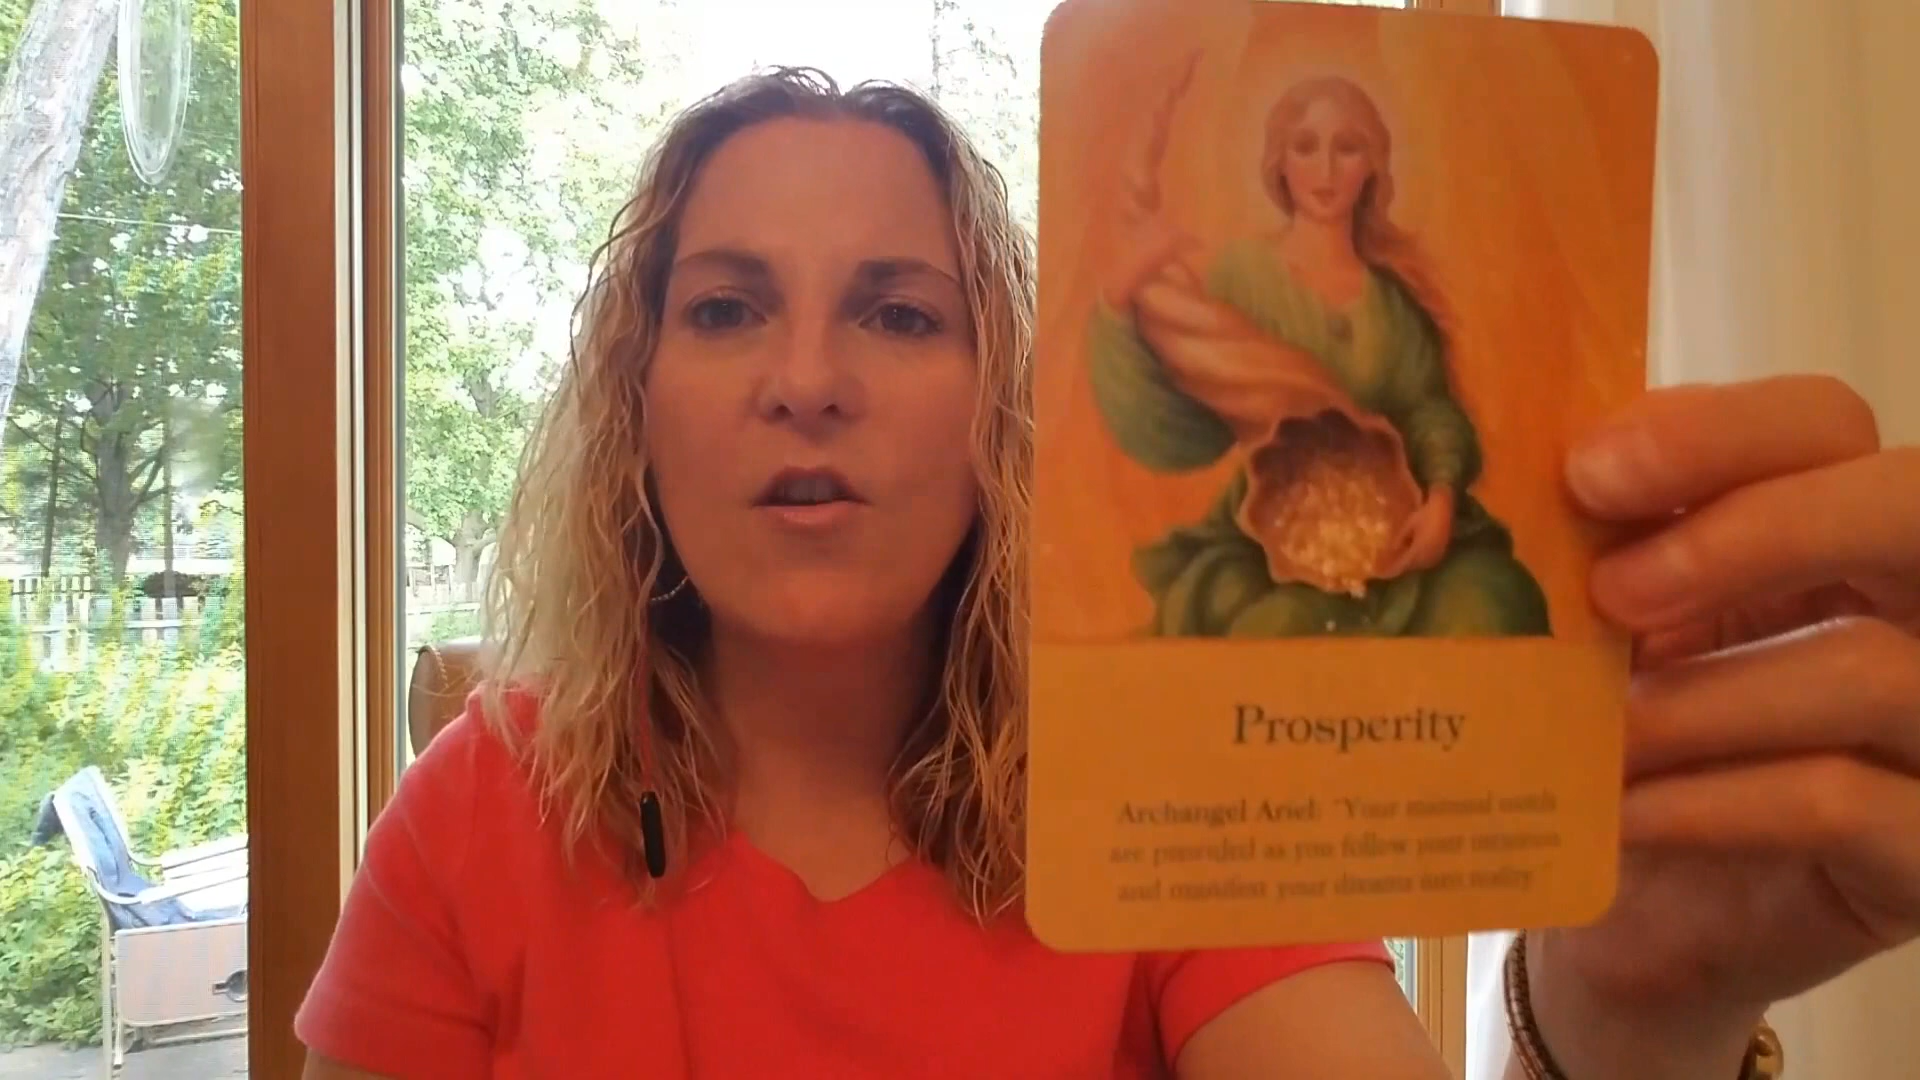 Prosperity
Archangel Ariel: "Your material needs
are provided as you follow your intuition
and manifest your dreams into reality."